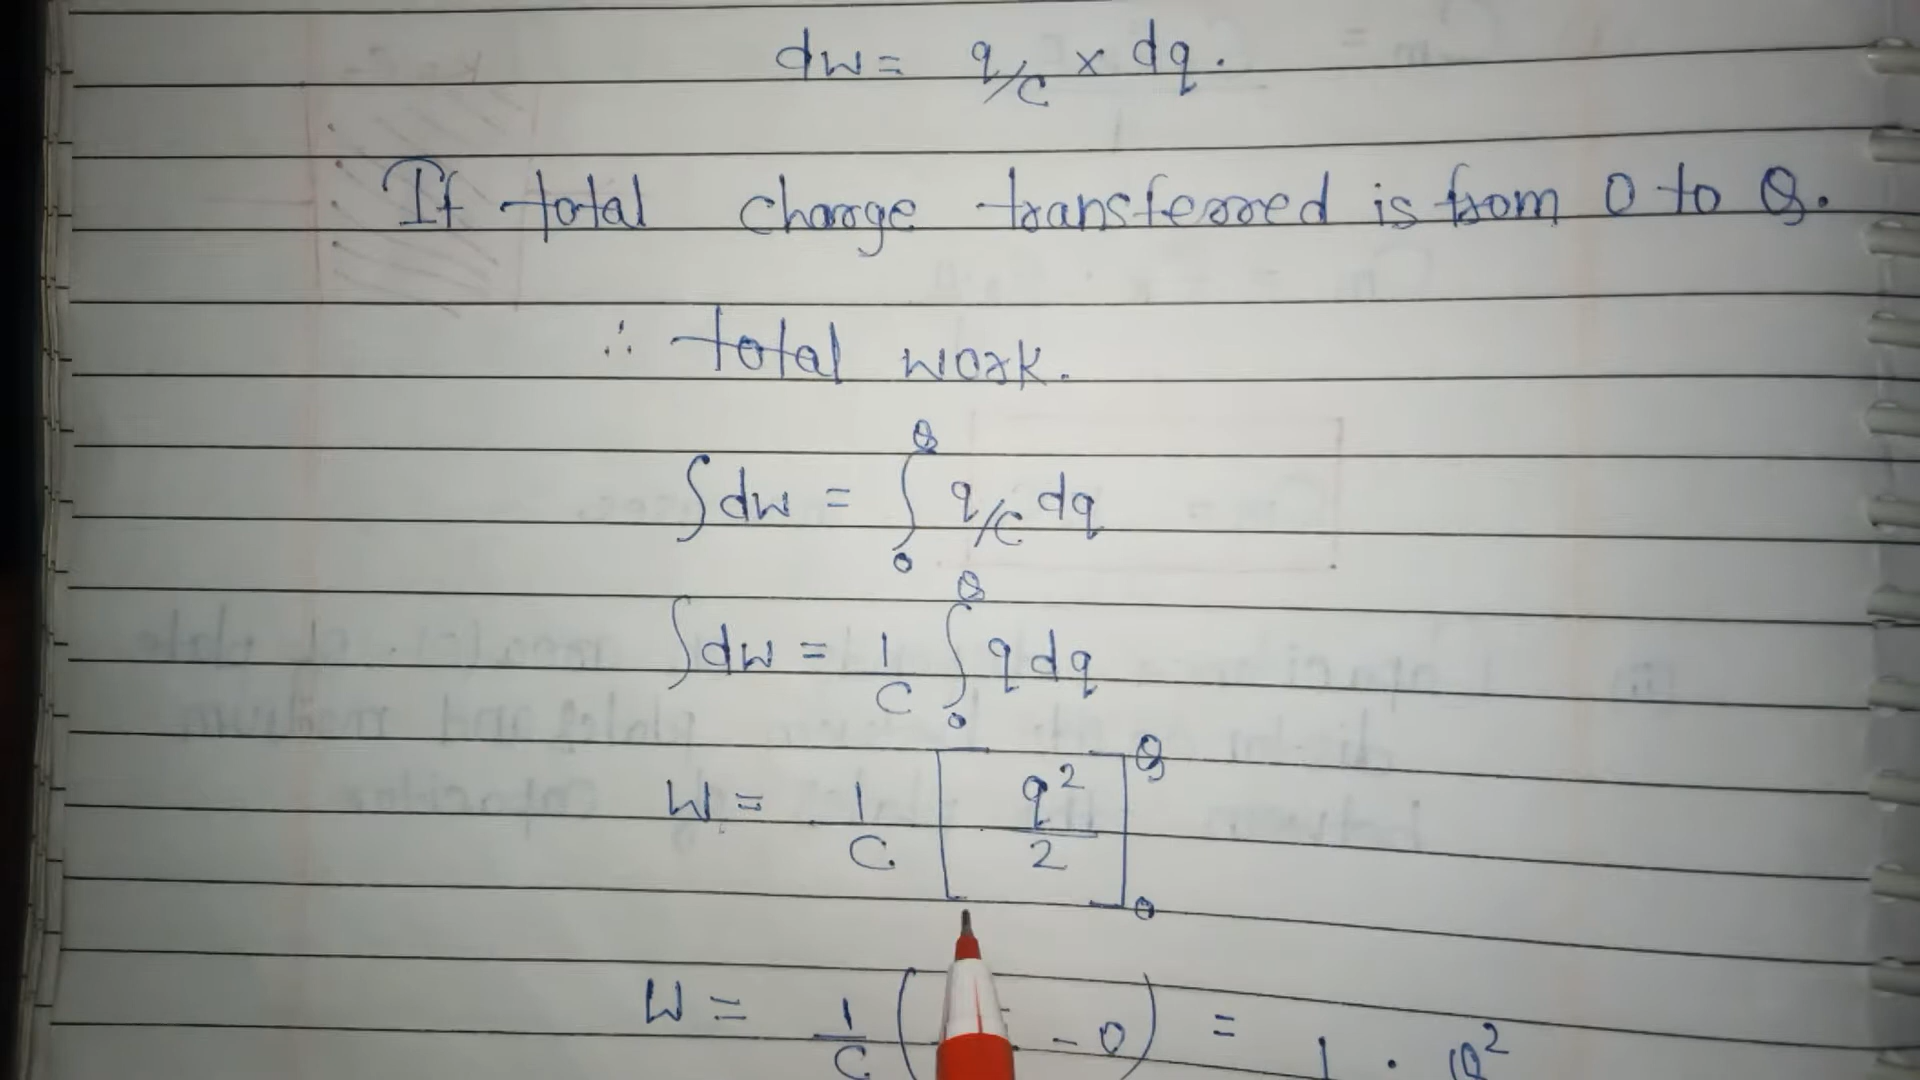 dw = q/c × dq.
If total charge transferred is from 0 to Q.
∴ total work.
∫dw = ∫₀^Q q/c dq
∫dw = 1/C ∫₀^Q q dq
W = 1/C [q²/2]₀^Q
W = 1/C ( - 0) = 1 · Q²